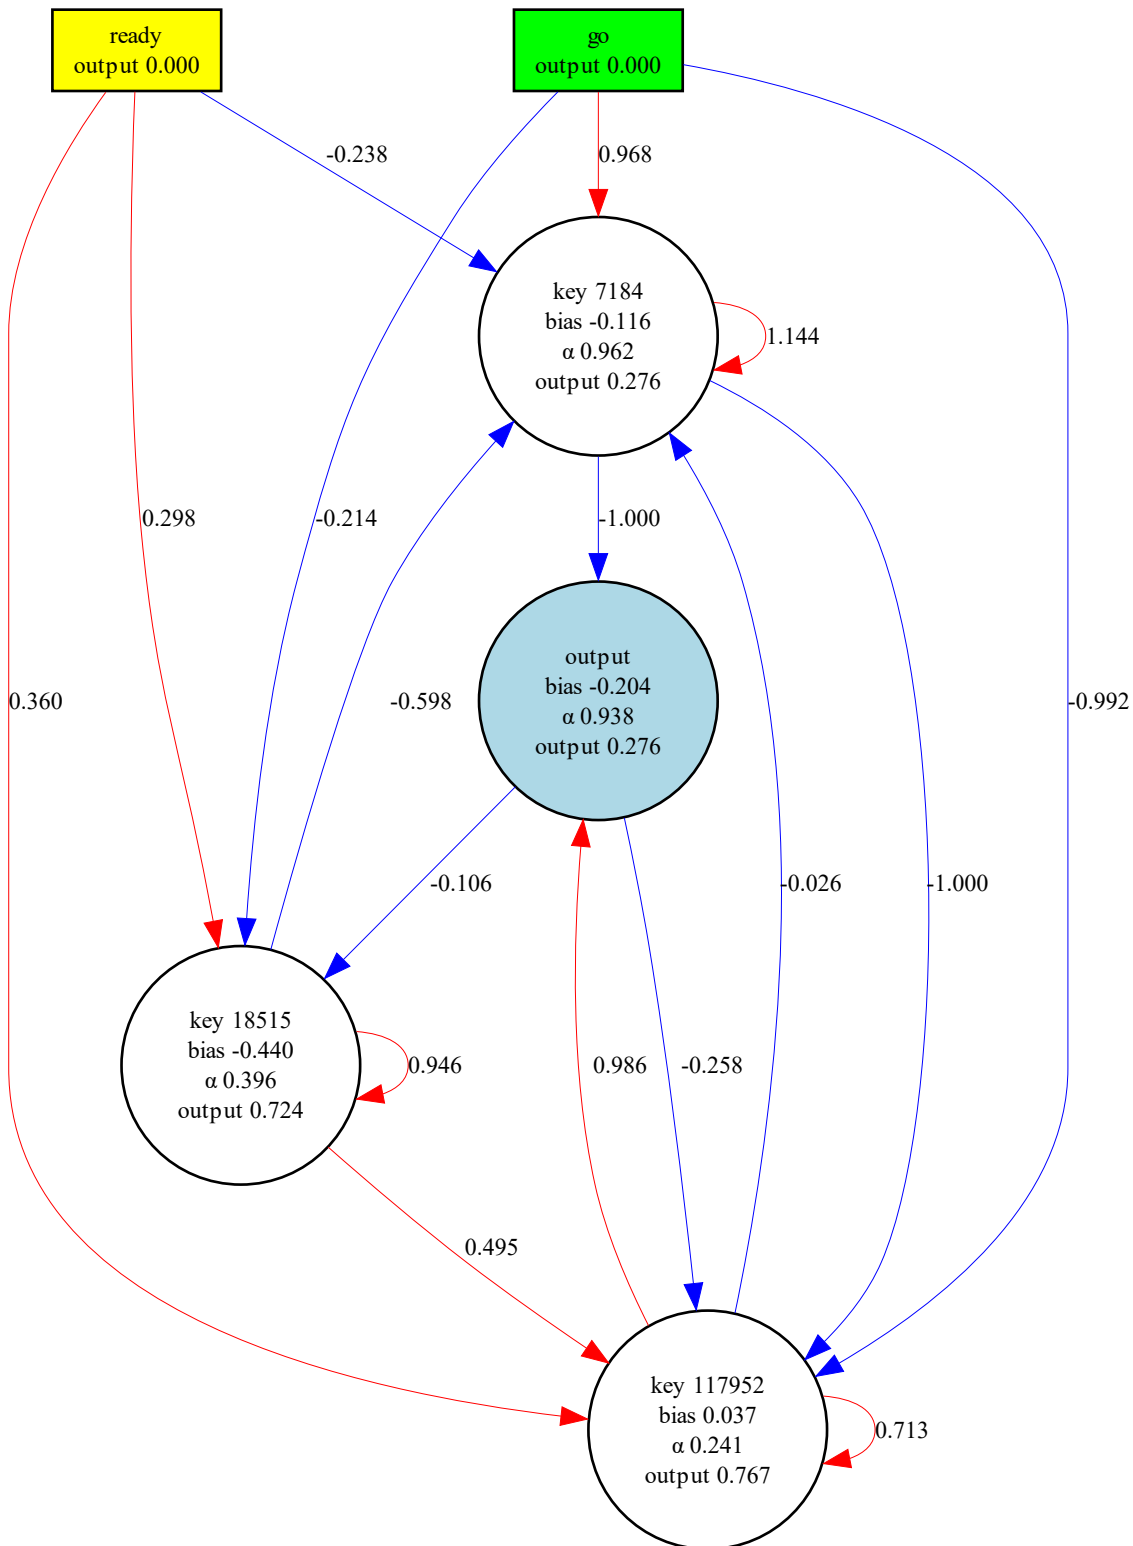 ready
output 0.000
go
output 0.000
-0.238
0.968
key 7184
bias -0.116
α 0.962
output 0.276
1.144
0.298
-0.214
-1.000
output
bias -0.204
α 0.938
output 0.276
0.360
-0.598
-0.992
-0.106
-0.026
-1.000
key 18515
bias -0.440
α 0.396
output 0.724
0.946
0.986
-0.258
0.495
key 117952
bias 0.037
α 0.241
output 0.767
0.713